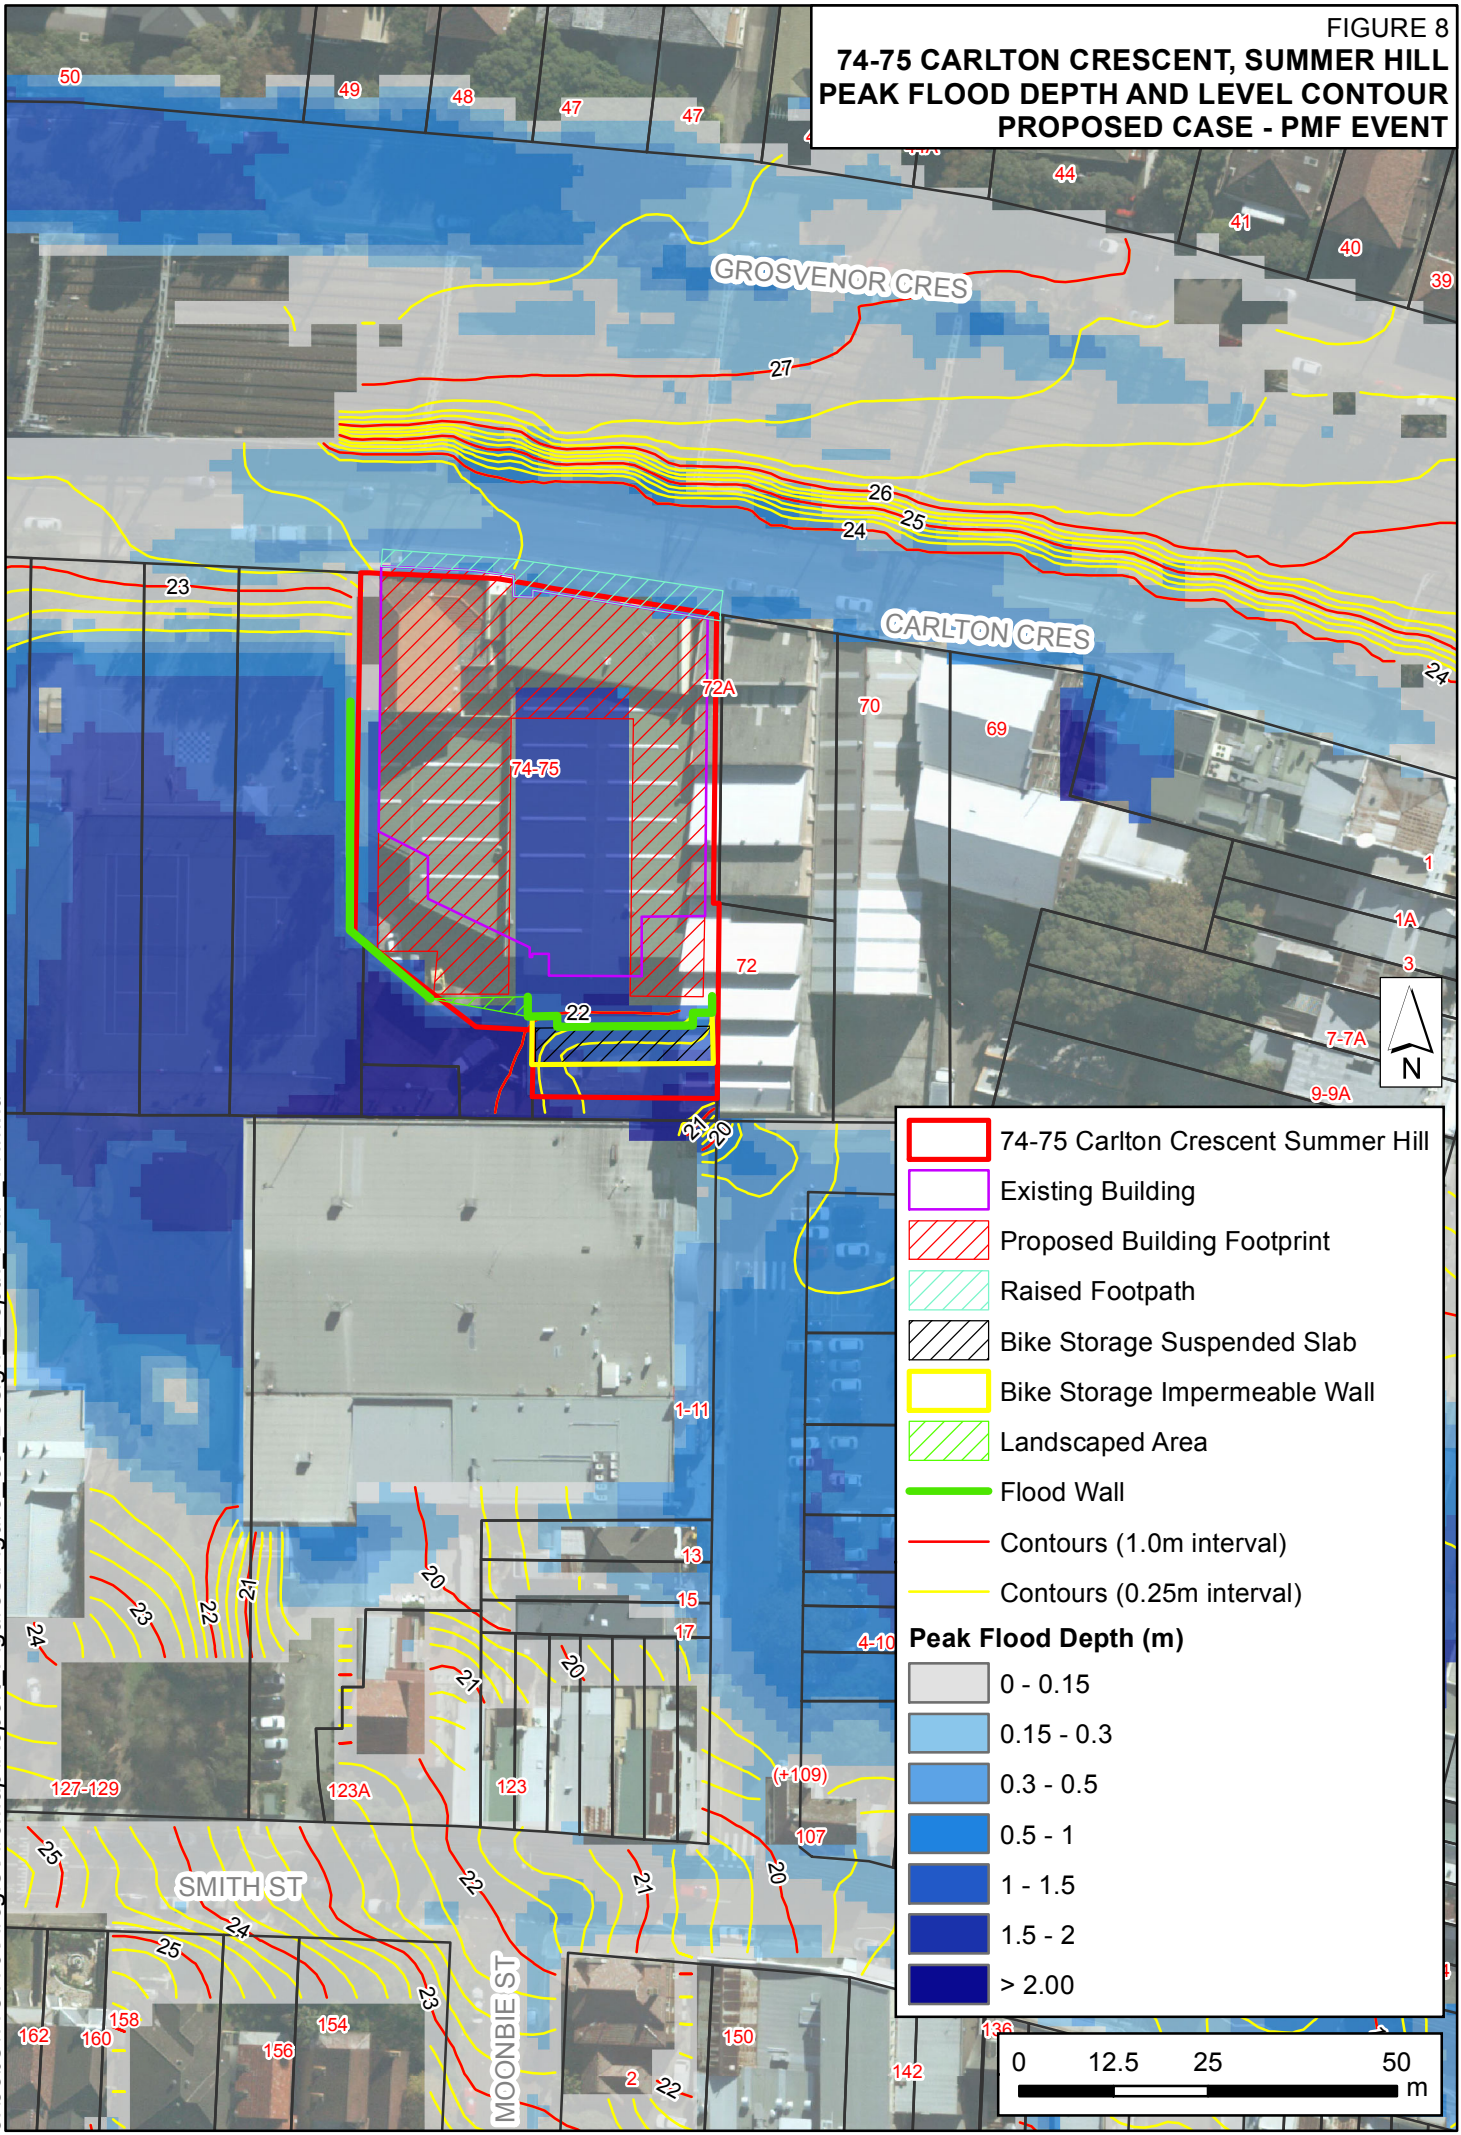 FIGURE 8
74-75 CARLTON CRESCENT, SUMMER HILL
PEAK FLOOD DEPTH AND LEVEL CONTOUR
PROPOSED CASE - PMF EVENT
50
49
48
47
47
44
41
40
39
GROSVENOR CRES
27
26
25
24
23
CARLTON CRES
24
72A
70
69
74-75
1
1A
3
72
7-7A
9-9A
22
N
21
20
1-11
13
15
17
4-10
20
21
22
23
24
21
20
127-129
123A
123
(+109)
107
25
SMITH ST
24
25
22
21
20
23
MOONBIE ST
162
160
158
156
154
2
22
150
142
136
74-75 Carlton Crescent Summer Hill
Existing Building
Proposed Building Footprint
Raised Footpath
Bike Storage Suspended Slab
Bike Storage Impermeable Wall
Landscaped Area
Flood Wall
Contours (1.0m interval)
Contours (0.25m interval)
Peak Flood Depth (m)
0 - 0.15
0.15 - 0.3
0.3 - 0.5
0.5 - 1
1 - 1.5
1.5 - 2
> 2.00
0 12.5 25 50
m